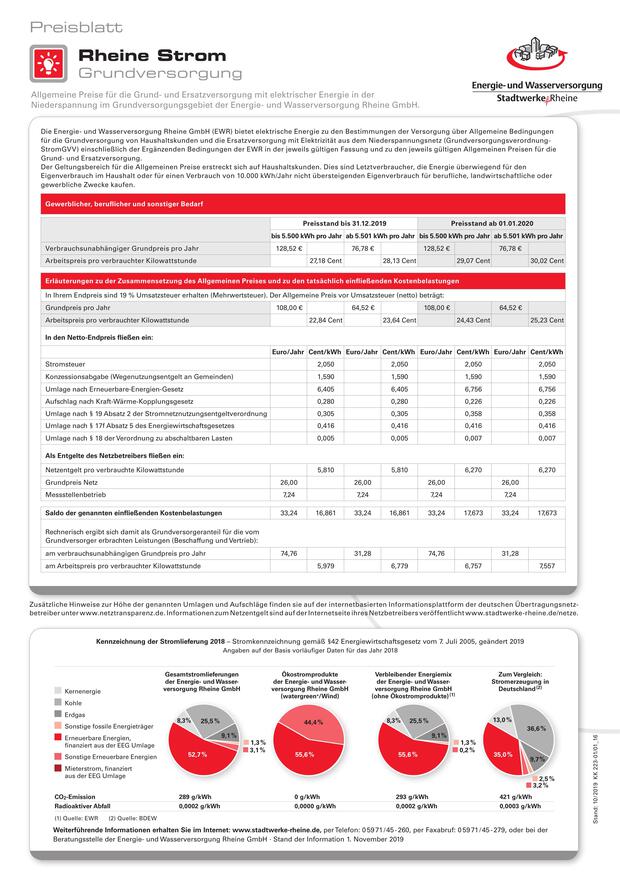 Preisblatt
Rheine Strom
Grundversorgung
Energie- und Wasserversorgung
Stadtwerke Rheine
Allgemeine Preise für die Grund- und Ersatzversorgung mit elektrischer Energie in der
Niederspannung im Grundversorgungsgebiet der Energie- und Wasserversorgung Rheine GmbH.
Die Energie- und Wasserversorgung Rheine GmbH (EWR) bietet elektrische Energie zu den Bestimmungen der Versorgung über Allgemeine Bedingungen
für die Grundversorgung von Haushaltskunden und die Ersatzversorgung mit Elektrizität aus dem Niederspannungsnetz (Grundversorgungsverordnung-
StromGVV) einschließlich der Ergänzenden Bedingungen der EWR in der jeweils gültigen Fassung und zu den jeweils gültigen Allgemeinen Preisen für die
Grund- und Ersatzversorgung.
Der Geltungsbereich für die Allgemeinen Preise erstreckt sich auf Haushaltskunden. Dies sind Letztverbraucher, die Energie überwiegend für den
Eigenverbrauch im Haushalt oder für einen Verbrauch von 10.000 kWh/Jahr nicht übersteigenden Eigenverbrauch für berufliche, landwirtschaftliche oder
gewerbliche Zwecke kaufen.
Gewerblicher, beruflicher und sonstiger Bedarf
Preisstand bis 31.12.2019 Preisstand ab 01.01.2020
bis 5.500 kWh pro Jahr ab 5.501 kWh pro Jahr bis 5.500 kWh pro Jahr ab 5.501 kWh pro Jahr
Verbrauchsunabhängiger Grundpreis pro Jahr 128,52 € 76,78 € 128,52 € 76,78 €
Arbeitspreis pro verbrauchter Kilowattstunde 27,18 Cent 28,13 Cent 29,07 Cent 30,02 Cent
Erläuterungen zu der Zusammensetzung des Allgemeinen Preises und zu den tatsächlich einfließenden Kostenbelastungen
In Ihrem Endpreis sind 19 % Umsatzsteuer erhalten (Mehrwertsteuer). Der Allgemeine Preis vor Umsatzsteuer (netto) beträgt:
Grundpreis pro Jahr 108,00 € 64,52 € 108,00 € 64,52 €
Arbeitspreis pro verbrauchter Kilowattstunde 22,84 Cent 23,64 Cent 24,43 Cent 25,23 Cent
In den Netto-Endpreis fließen ein:
Euro/Jahr Cent/kWh Euro/Jahr Cent/kWh Euro/Jahr Cent/kWh Euro/Jahr Cent/kWh
Stromsteuer 2,050 2,050 2,050 2,050
Konzessionsabgabe (Wegenutzungsentgelt an Gemeinden) 1,590 1,590 1,590 1,590
Umlage nach Erneuerbare-Energien-Gesetz 6,405 6,405 6,756 6,756
Aufschlag nach Kraft-Wärme-Kopplungsgesetz 0,280 0,280 0,226 0,226
Umlage nach § 19 Absatz 2 der Stromnetznutzungsentgeltverordnung 0,305 0,305 0,358 0,358
Umlage nach § 17f Absatz 5 des Energiewirtschaftsgesetzes 0,416 0,416 0,416 0,416
Umlage nach § 18 der Verordnung zu abschaltbaren Lasten 0,005 0,005 0,007 0,007
Als Entgelte des Netzbetreibers fließen ein:
Netzentgelt pro verbrauchte Kilowattstunde 5,810 5,810 6,270 6,270
Grundpreis Netz 26,00 26,00 26,00 26,00
Messstellenbetrieb 7,24 7,24 7,24 7,24
Saldo der genannten einfließenden Kostenbelastungen 33,24 16,861 33,24 16,861 33,24 17,673 33,24 17,673
Rechnerisch ergibt sich damit als Grundversorgeranteil für die vom
Grundversorger erbrachten Leistungen (Beschaffung und Vertrieb):
am verbrauchsunabhängigen Grundpreis pro Jahr 74,76 31,28 74,76 31,28
am Arbeitspreis pro verbrauchter Kilowattstunde 5,979 6,779 6,757 7,557
Zusätzliche Hinweise zur Höhe der genannten Umlagen und Aufschläge finden sie auf der internetbasierten Informationsplattform der deutschen Übertragungsnetz-
betreiber unter www.netztransparenz.de. Informationen zum Netzentgelt sind auf der Internetseite ihres Netzbetreibers veröffentlicht www.stadtwerke-rheine/netze.
Kennzeichnung der Stromlieferung 2018 – Stromkennzeichnung gemäß §42 Energiewirtschaftsgesetz vom 7. Juli 2005, geändert 2019
Angaben auf der Basis vorläufiger Daten für das Jahr 2018
Kernenergie
Kohle
Erdgas
Sonstige fossile Energieträger
Erneuerbare Energien,
finanziert aus der EEG Umlage
Sonstige Erneuerbare Energien
Mieterstrom, finanziert
aus der EEG Umlage
Gesamtstromlieferungen
der Energie- und Wasser-
versorgung Rheine GmbH
8,3%
25,5 %
9,1%
1,3 %
3,1%
52,7%
Ökostromprodukte
der Energie- und Wasser-
versorgung Rheine GmbH
(watergreen+/Wind)
44,4%
55,6%
Verbleibender Energiemix
der Energie- und Wasser-
versorgung Rheine GmbH
(ohne Ökostromprodukte)(1)
8,3%
25,5%
9,1%
1,3%
0,2%
55,6%
Zum Vergleich:
Stromerzeugung in
Deutschland(2)
13,0%
36,6%
9,7%
2,5%
3,2%
35,0%
CO2-Emission 289 g/kWh 0 g/kWh 293 g/kWh 421 g/kWh
Radioaktiver Abfall 0,0002 g/kWh 0,0000 g/kWh 0,0002 g/kWh 0,0003 g/kWh
(1) Quelle: EWR (2) Quelle: BDEW
Weiterführende Informationen erhalten Sie im Internet: www.stadtwerke-rheine.de, per Telefon: 05971/45-260, per Faxabruf: 05971/45-279, oder bei der
Beratungsstelle der Energie- und Wasserversorgung Rheine GmbH · Stand der Information 1. November 2019
Stand: 10/2019 KK 223-01/01_16